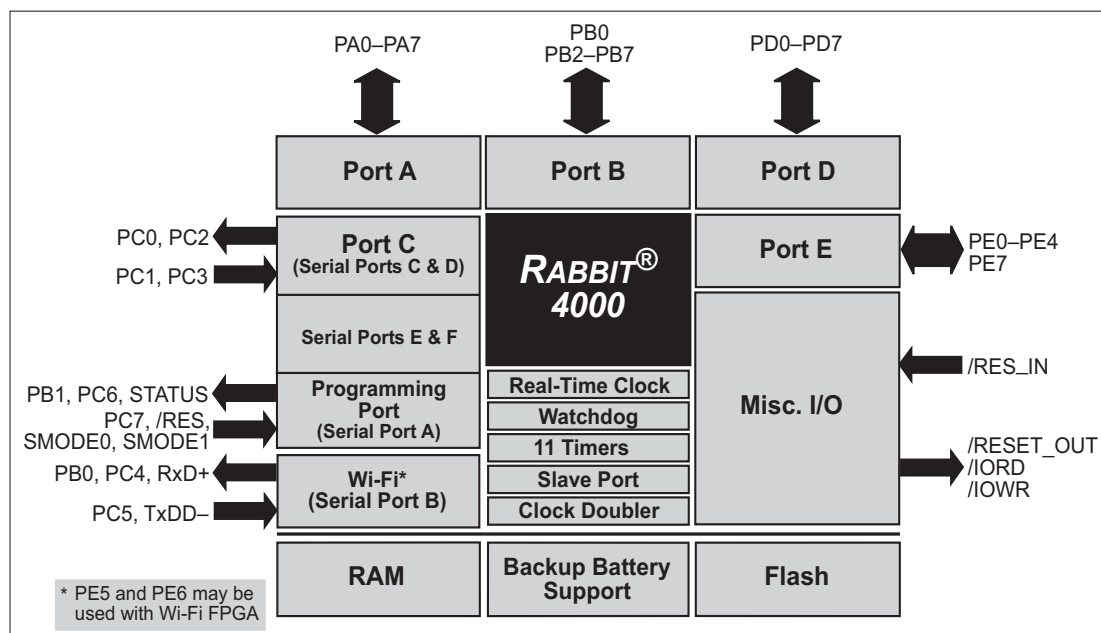 PA0–PA7
PB0
PB2–PB7
PD0–PD7
Port A
Port B
Port D
PC0, PC2
PC1, PC3
Port C
(Serial Ports C & D)
RABBIT®
4000
Port E
PE0–PE4
PE7
Serial Ports E & F
PB1, PC6, STATUS
PC7, /RES,
SMODE0, SMODE1
Programming
Port
(Serial Port A)
Real-Time Clock
Watchdog
11 Timers
Slave Port
Clock Doubler
Misc. I/O
/RES_IN
/RESET_OUT
/IORD
/IOWR
PB0, PC4, RxD+
PC5, TxDD–
Wi-Fi*
(Serial Port B)
RAM
Backup Battery
Support
Flash
* PE5 and PE6 may be
used with Wi-Fi FPGA